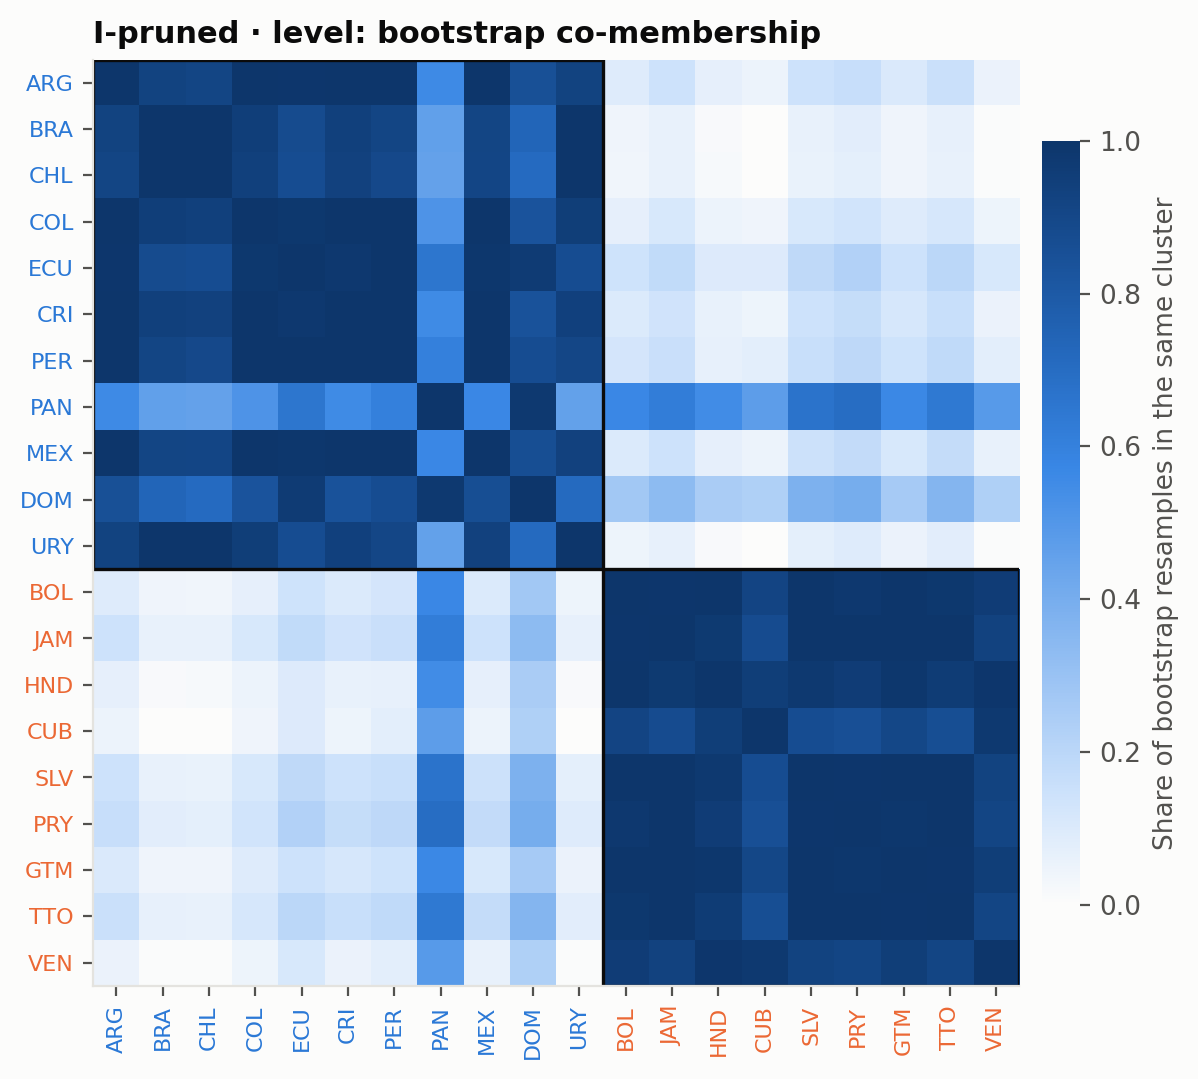 I-pruned · level: bootstrap co-membership
ARG
BRA
CHL
COL
ECU
CRI
PER
PAN
MEX
DOM
URY
BOL
JAM
HND
CUB
SLV
PRY
GTM
TTO
VEN
ARG BRA CHL COL ECU CRI PER PAN MEX DOM URY BOL JAM HND CUB SLV PRY GTM TTO VEN
1.0
0.8
0.6
0.4
0.2
0.0
Share of bootstrap resamples in the same cluster